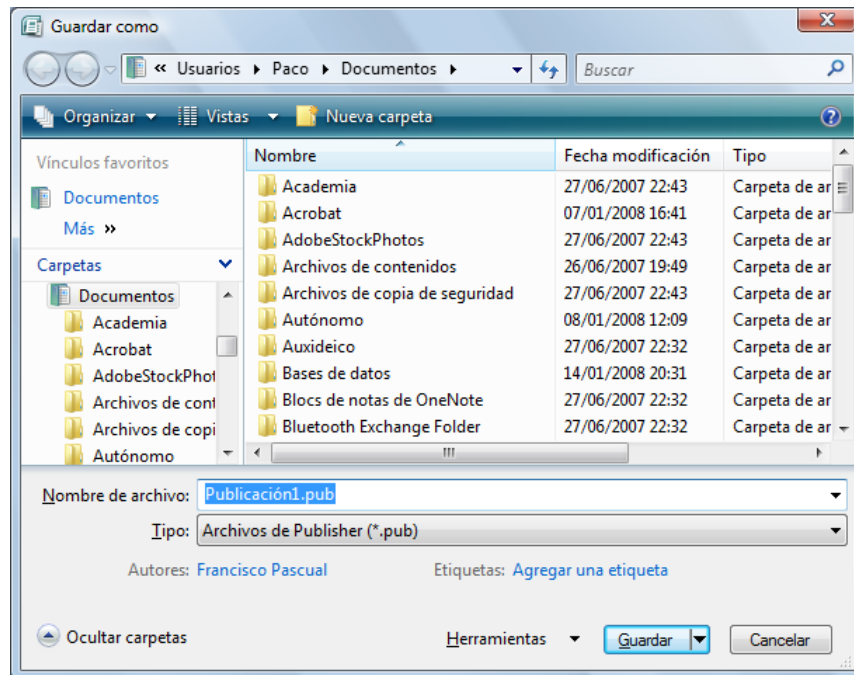 Guardar como
« Usuarios Paco Documentos Buscar
Organizar Vistas Nueva carpeta
Vínculos favoritos
Documentos
Más »
Carpetas
Documentos
Academia
Acrobat
AdobeStockPhot
Archivos de cont
Archivos de copi
Autónomo
Nombre Fecha modificación Tipo
Academia 27/06/2007 22:43 Carpeta de ar
Acrobat 07/01/2008 16:41 Carpeta de ar
AdobeStockPhotos 27/06/2007 22:43 Carpeta de ar
Archivos de contenidos 26/06/2007 19:49 Carpeta de ar
Archivos de copia de seguridad 27/06/2007 22:43 Carpeta de ar
Autónomo 08/01/2008 12:09 Carpeta de ar
Auxideico 27/06/2007 22:32 Carpeta de ar
Bases de datos 14/01/2008 20:31 Carpeta de ar
Blocs de notas de OneNote 27/06/2007 22:32 Carpeta de ar
Bluetooth Exchange Folder 27/06/2007 22:32 Carpeta de ar
Nombre de archivo: Publicación1.pub
Tipo: Archivos de Publisher (*.pub)
Autores: Francisco Pascual Etiquetas: Agregar una etiqueta
Ocultar carpetas Herramientas Guardar Cancelar